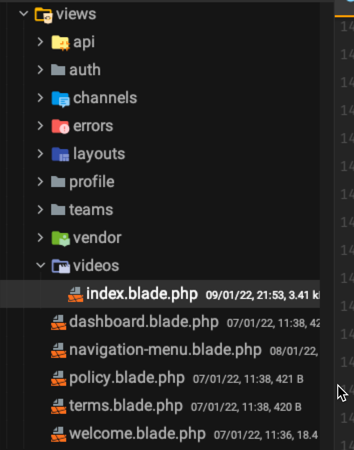 views
api
auth
channels
errors
layouts
profile
teams
vendor
videos
index.blade.php 09/01/22, 21:53, 3.41 k
dashboard.blade.php 07/01/22, 11:38, 42
navigation-menu.blade.php 08/01/22,
policy.blade.php 07/01/22, 11:38, 421 B
terms.blade.php 07/01/22, 11:38, 420 B
welcome.blade.php 07/01/22, 11:36, 18.4